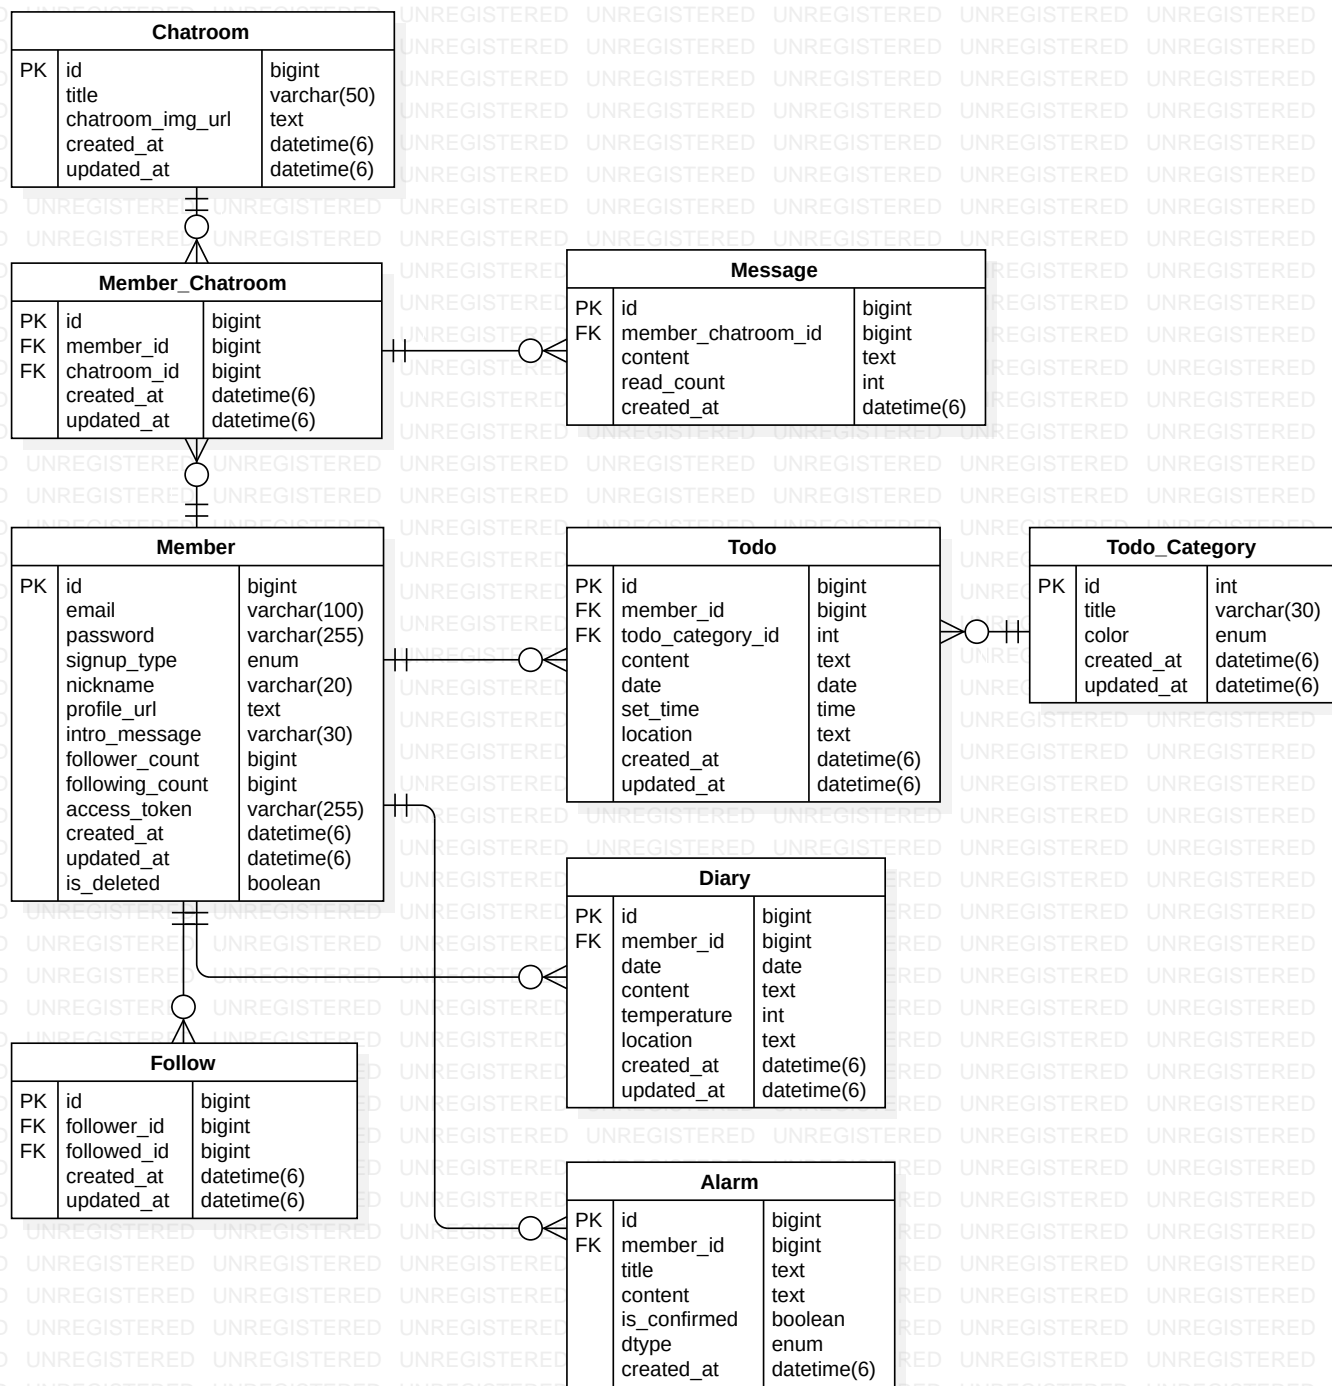 Chatroom
PK id bigint
title varchar(50)
chatroom_img_url text
created_at datetime(6)
updated_at datetime(6)
Member_Chatroom
PK id bigint
FK member_id bigint
FK chatroom_id bigint
created_at datetime(6)
updated_at datetime(6)
Message
PK id bigint
FK member_chatroom_id bigint
content text
read_count int
created_at datetime(6)
Member
PK id bigint
email varchar(100)
password varchar(255)
signup_type enum
nickname varchar(20)
profile_url text
intro_message varchar(30)
follower_count bigint
following_count bigint
access_token varchar(255)
created_at datetime(6)
updated_at datetime(6)
is_deleted boolean
Todo
PK id bigint
FK member_id bigint
FK todo_category_id int
content text
date date
set_time time
location text
created_at datetime(6)
updated_at datetime(6)
Todo_Category
PK id int
title varchar(30)
color enum
created_at datetime(6)
updated_at datetime(6)
Diary
PK id bigint
FK member_id bigint
date date
content text
temperature int
location text
created_at datetime(6)
updated_at datetime(6)
Follow
PK id bigint
FK follower_id bigint
FK followed_id bigint
created_at datetime(6)
updated_at datetime(6)
Alarm
PK id bigint
FK member_id bigint
title text
content text
is_confirmed boolean
dtype enum
created_at datetime(6)
UNREGISTERED